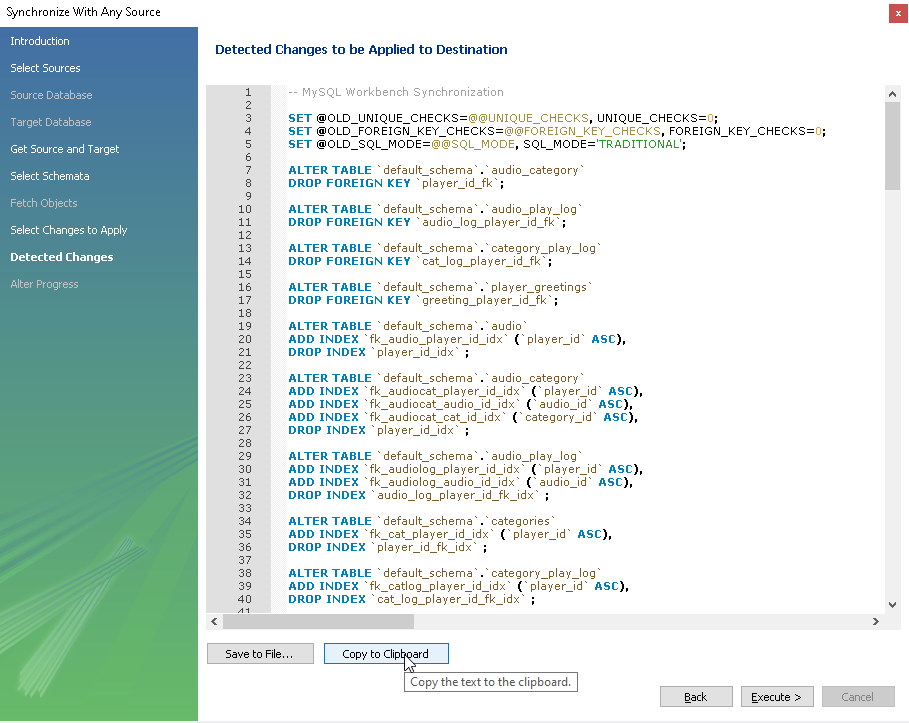 Synchronize With Any Source
x
Introduction
Select Sources
Source Database
Target Database
Get Source and Target
Select Schemata
Fetch Objects
Select Changes to Apply
Detected Changes
Alter Progress
Detected Changes to be Applied to Destination
1 -- MySQL Workbench Synchronization
2
3 SET @OLD_UNIQUE_CHECKS=@@UNIQUE_CHECKS, UNIQUE_CHECKS=0;
4 SET @OLD_FOREIGN_KEY_CHECKS=@@FOREIGN_KEY_CHECKS, FOREIGN_KEY_CHECKS=0;
5 SET @OLD_SQL_MODE=@@SQL_MODE, SQL_MODE='TRADITIONAL';
6
7 ALTER TABLE `default_schema`.`audio_category`
8 DROP FOREIGN KEY `player_id_fk`;
9
10 ALTER TABLE `default_schema`.`audio_play_log`
11 DROP FOREIGN KEY `audio_log_player_id_fk`;
12
13 ALTER TABLE `default_schema`.`category_play_log`
14 DROP FOREIGN KEY `cat_log_player_id_fk`;
15
16 ALTER TABLE `default_schema`.`player_greetings`
17 DROP FOREIGN KEY `greeting_player_id_fk`;
18
19 ALTER TABLE `default_schema`.`audio`
20 ADD INDEX `fk_audio_player_id_idx` (`player_id` ASC),
21 DROP INDEX `player_id_idx` ;
22
23 ALTER TABLE `default_schema`.`audio_category`
24 ADD INDEX `fk_audiocat_player_id_idx` (`player_id` ASC),
25 ADD INDEX `fk_audiocat_audio_id_idx` (`audio_id` ASC),
26 ADD INDEX `fk_audiocat_cat_id_idx` (`category_id` ASC),
27 DROP INDEX `player_id_idx` ;
28
29 ALTER TABLE `default_schema`.`audio_play_log`
30 ADD INDEX `fk_audiolog_player_id_idx` (`player_id` ASC),
31 ADD INDEX `fk_audiolog_audio_id_idx` (`audio_id` ASC),
32 DROP INDEX `audio_log_player_id_fk_idx` ;
33
34 ALTER TABLE `default_schema`.`categories`
35 ADD INDEX `fk_cat_player_id_idx` (`player_id` ASC),
36 DROP INDEX `player_id_fk_idx` ;
37
38 ALTER TABLE `default_schema`.`category_play_log`
39 ADD INDEX `fk_catlog_player_id_idx` (`player_id` ASC),
40 DROP INDEX `cat_log_player_id_fk_idx` ;
41
Save to File...
Copy to Clipboard
Copy the text to the clipboard.
Back
Execute >
Cancel